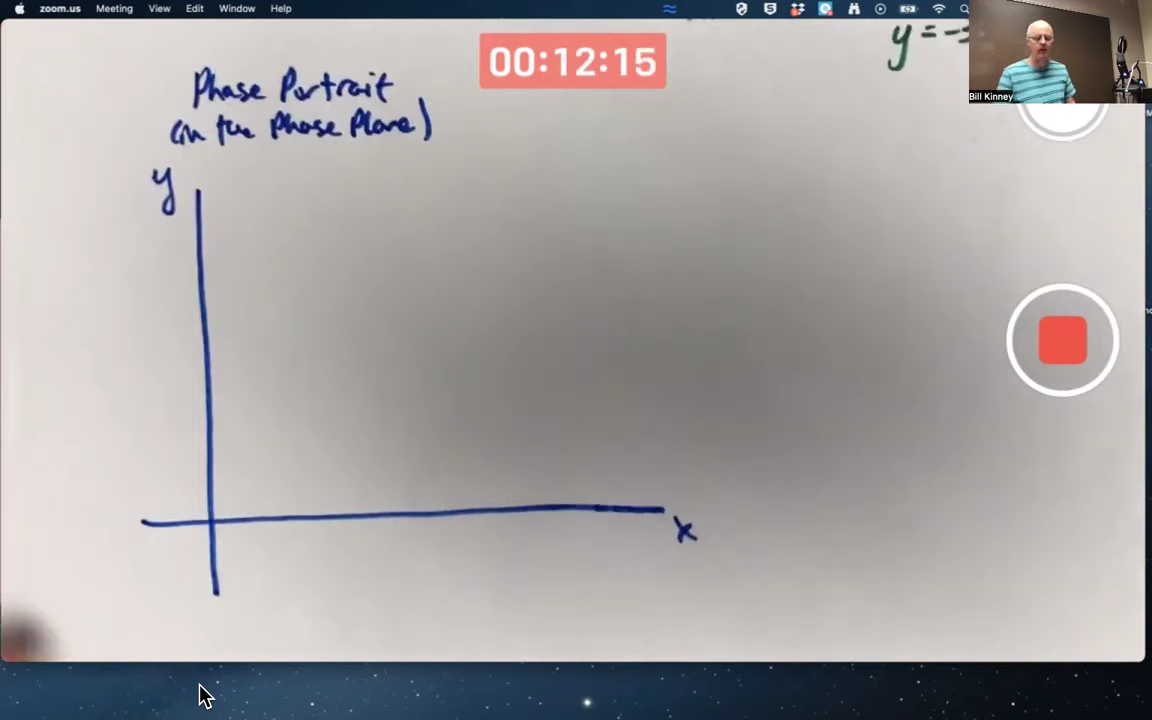 zoom.us Meeting View Edit Window Help
00:12:15
y = -
Bill Kinney
Phase Portrait
(in the Phase Plane)
y
x